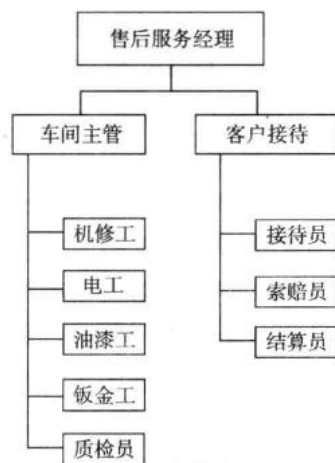 售后服务经理
车间主管
客户接待
机修工
电工
油漆工
钣金工
质检员
接待员
索赔员
结算员